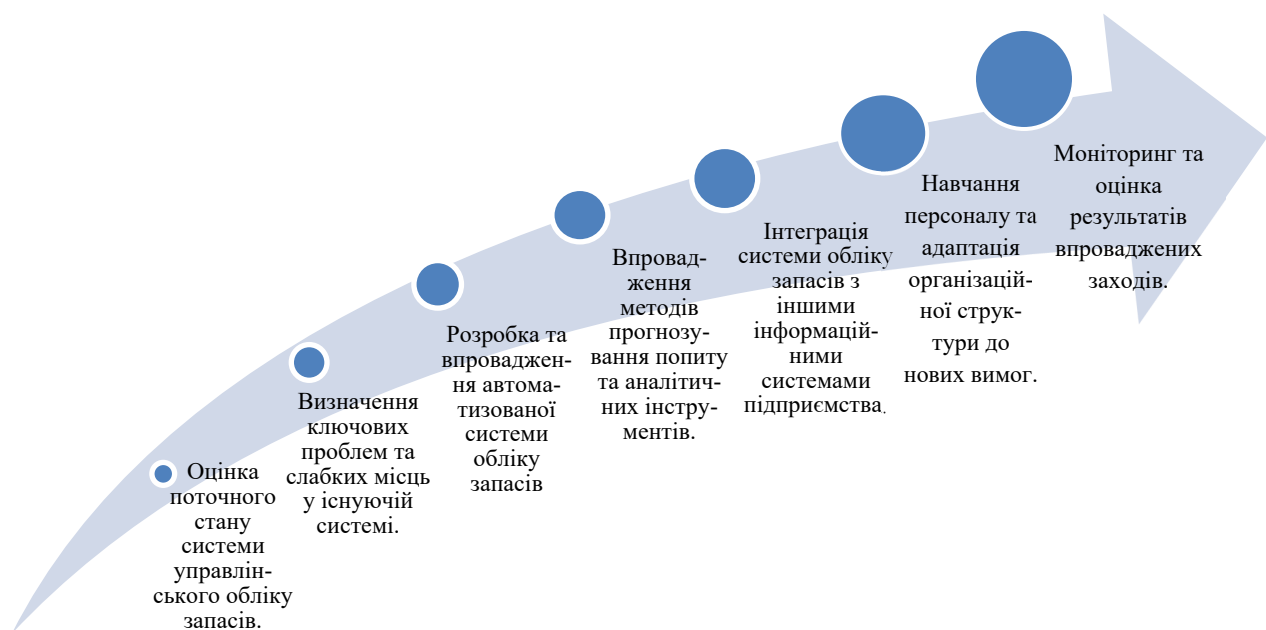 Оцінка
поточного
стану
системи
управлін-
ського обліку
запасів.
Визначення
ключових
проблем та
слабких місць
у існуючій
системі.
Розробка та
впроваджен-
ня автома-
тизованої
системи
обліку
запасів
Впровад-
ження
методів
прогнозу-
вання попиту
та аналітич-
них інстру-
ментів.
Інтеграція
системи обліку
запасів з
іншими
інформацій-
ними
системами
підприємства.
Навчання
персоналу та
адаптація
організацій-
ної струк-
тури до
нових вимог.
Моніторинг та
оцінка
результатів
впроваджених
заходів.